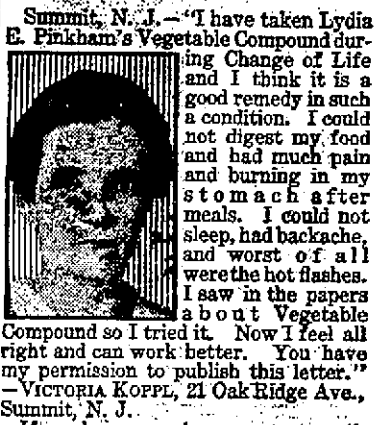 Summit, N. J.—"I have taken Lydia
E. Pinkham's Vegetable Compound dur-
ing Change of Life
and I think it is a
good remedy in such
a condition. I could
not digest my food
and had much pain
and burning in my
stomach after
meals. I could not
sleep, had backache,
and worst of all
were the hot flashes.
I saw in the papers
about Vegetable
Compound so I tried it. Now I feel all
right and can work better. You have
my permission to publish this letter."
—VICTORIA KOPPL, 21 Oak Ridge Ave.,
Summit, N. J.